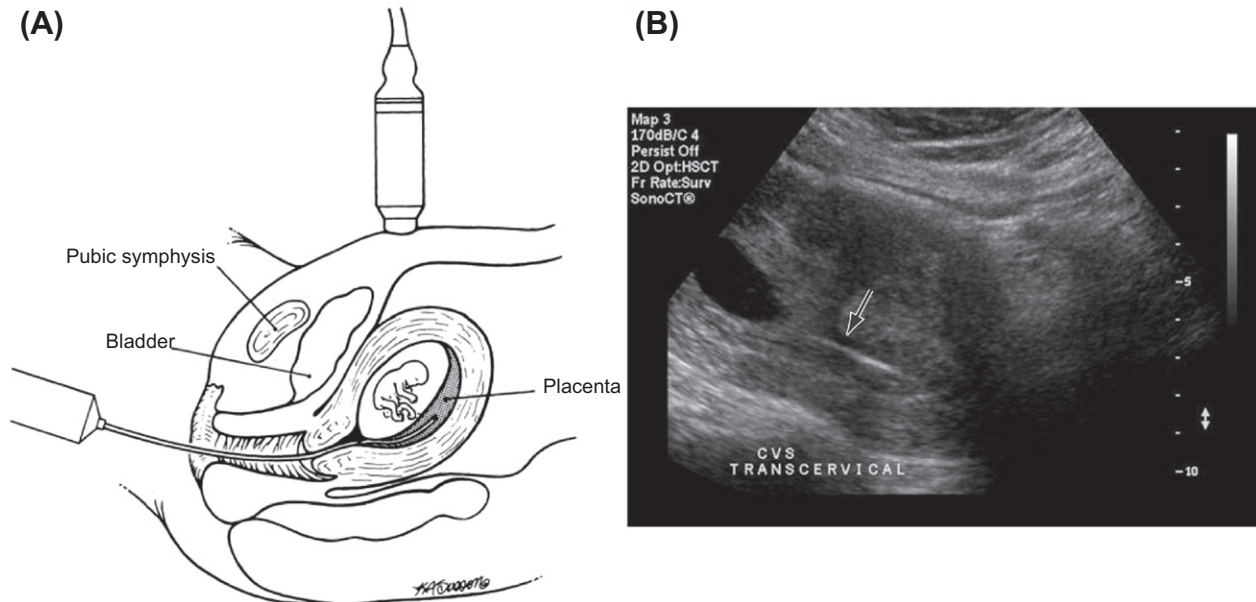 (A)
Pubic symphysis
Bladder
Placenta
(B)
Map 3
170dB/C 4
Persist Off
2D Opt:HSCT
Fr Rate:Surv
SonoCT®
-5
-10
CVS
TRANSCERVICAL